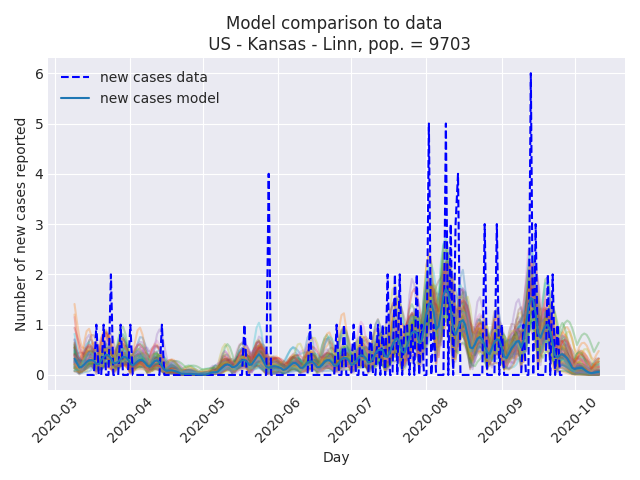 Model comparison to data
US - Kansas - Linn, pop. = 9703
Number of new cases reported
6
5
4
3
2
1
0
new cases data
new cases model
2020-03
2020-04
2020-05
2020-06
2020-07
2020-08
2020-09
2020-10
Day